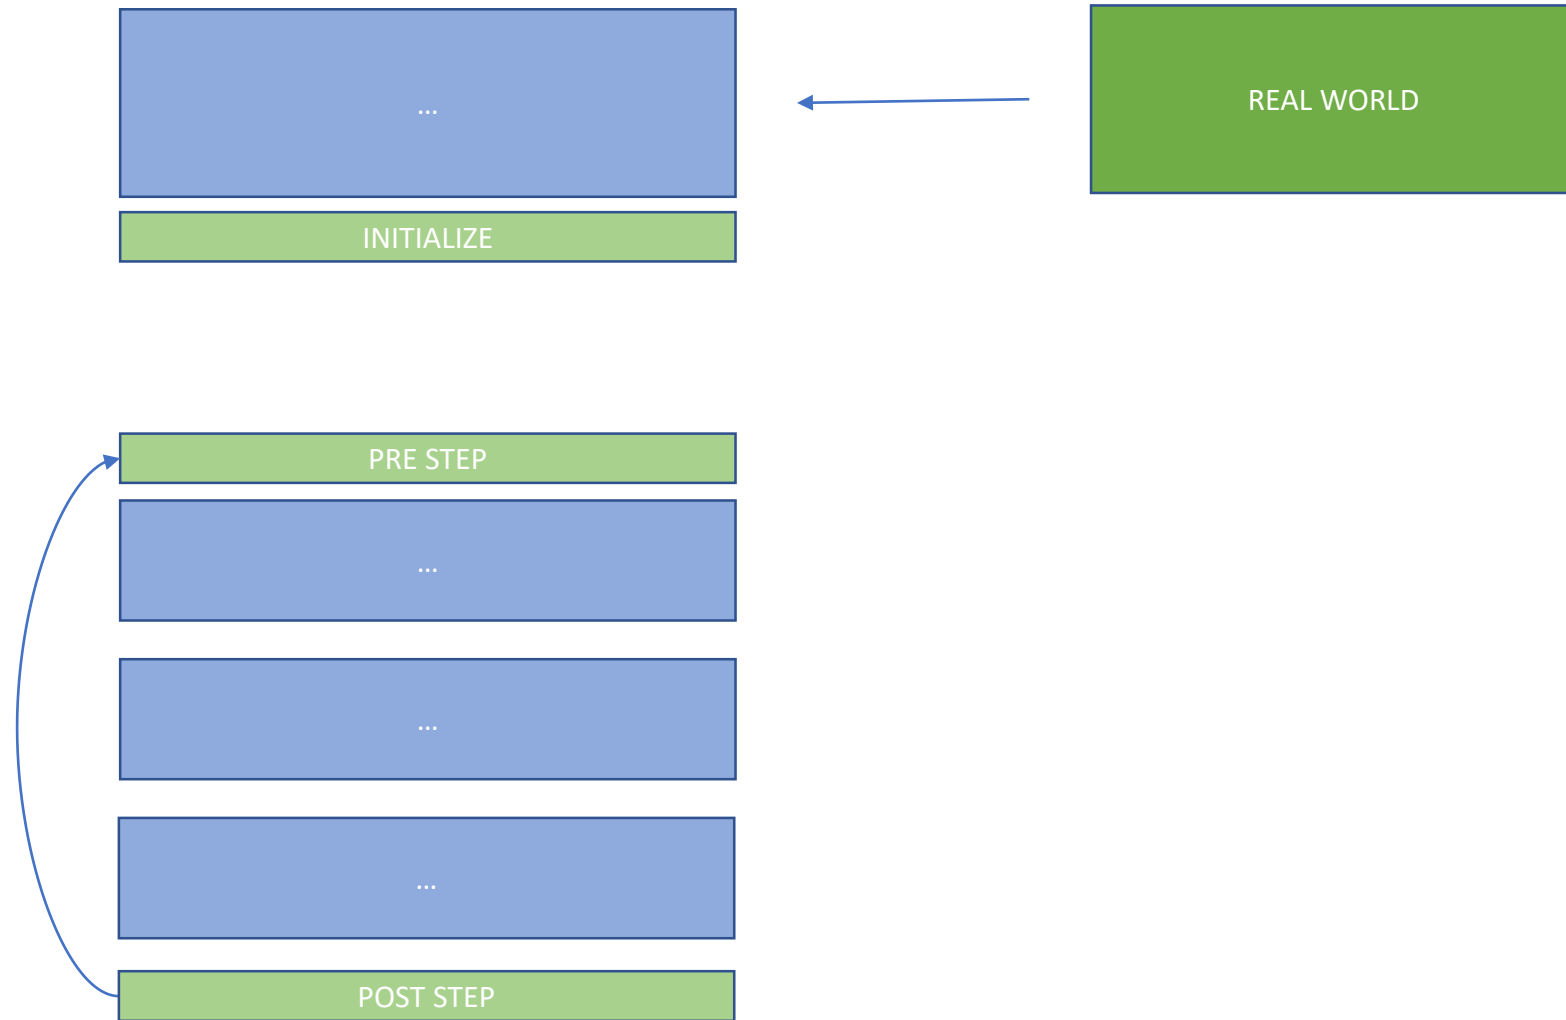 ...
REAL WORLD
INITIALIZE
PRE STEP
...
...
...
POST STEP